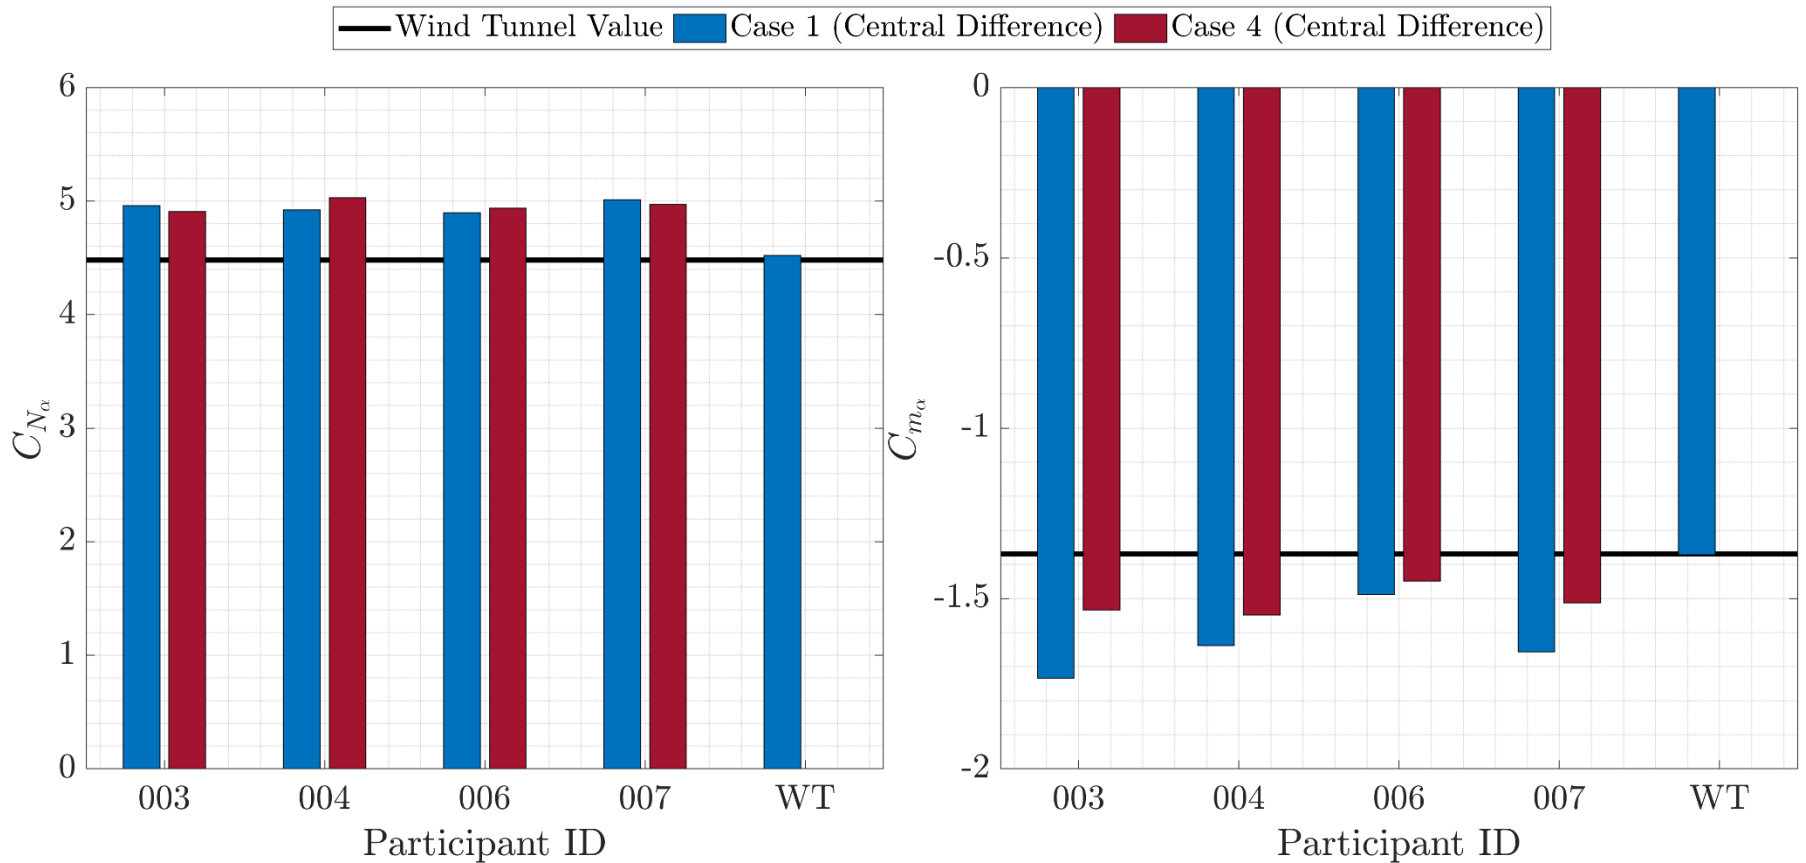 Wind Tunnel Value Case 1 (Central Difference) Case 4 (Central Difference)
6
5
4
3
2
1
0
C_{N_α}
003 004 006 007 WT
Participant ID
0
-0.5
-1
-1.5
-2
C_{m_α}
003 004 006 007 WT
Participant ID